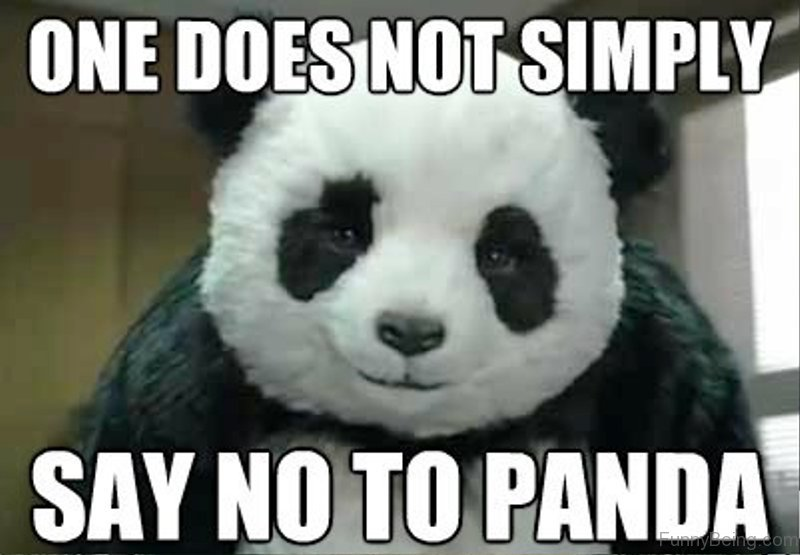 ONE DOES NOT SIMPLY
SAY NO TO PANDA
FunnyBeing.com